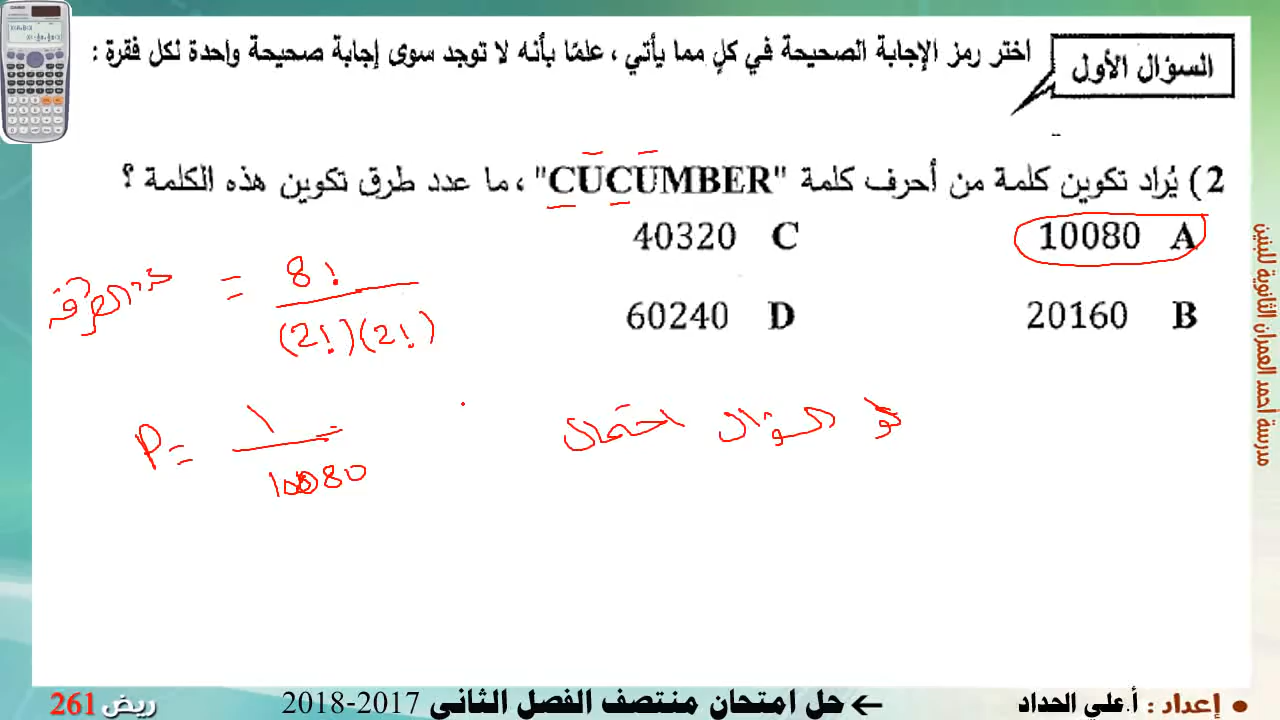 السؤال الأول
اختر رمز الإجابة الصحيحة في كلٍ مما يأتي ، علمًا بأنه لا توجد سوى إجابة صحيحة واحدة لكل فقرة :
2) يُراد تكوين كلمة من أحرف كلمة "CUCUMBER" ، ما عدد طرق تكوين هذه الكلمة ؟
10080 A
40320 C
20160 B
60240 D
عدد الطرق = 8! / (2!)(2!)
لو السؤال احتمال
P = 1 / 10080
مدرسة أحمد العمران الثانوية للبنين
إعداد : أ.علي الحداد
حل امتحان منتصف الفصل الثاني 2017-2018
ريض 261